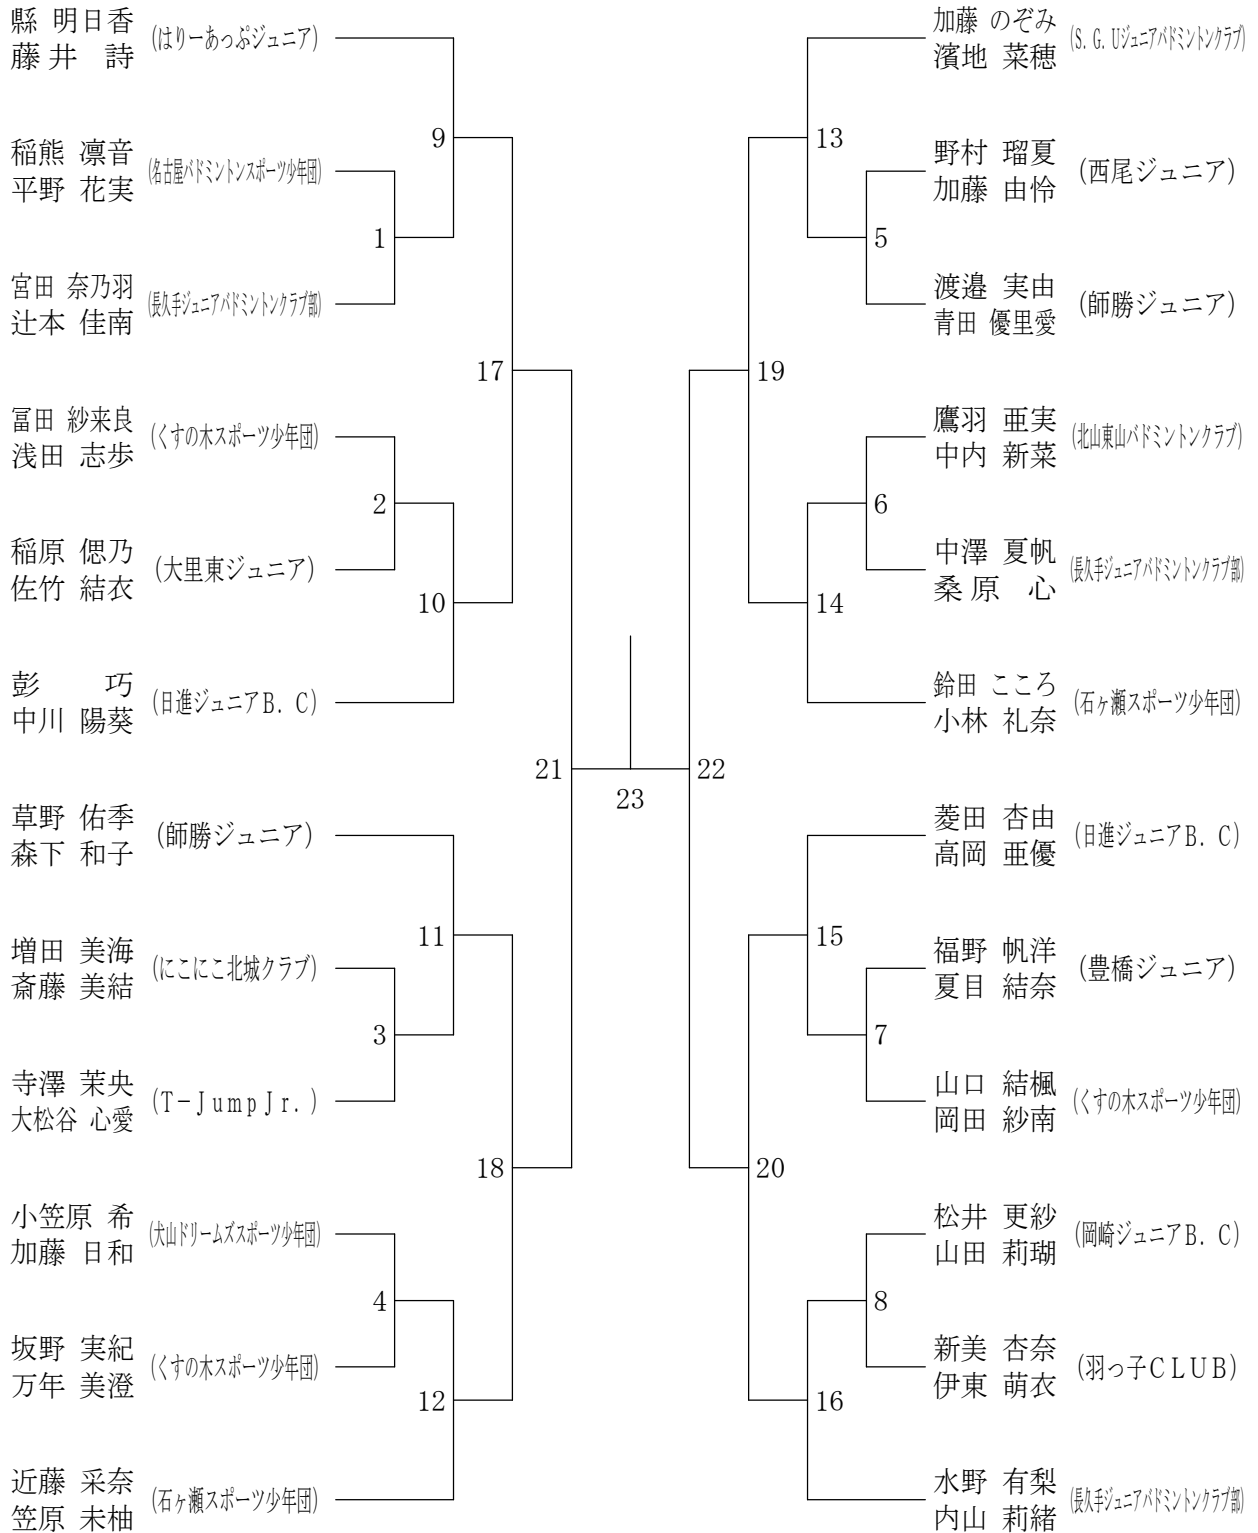 縣 明日香
藤井 詩
(はりーあっぷジュニア)
稲熊 凛音
平野 花実
(名古屋バドミントンスポーツ少年団)
宮田 奈乃羽
辻本 佳南
(長久手ジュニアバドミントンクラブ部)
冨田 紗来良
浅田 志歩
(くすの木スポーツ少年団)
稲原 偲乃
佐竹 結衣
(大里東ジュニア)
彭 巧
中川 陽葵
(日進ジュニアB.C)
草野 佑季
森下 和子
(師勝ジュニア)
増田 美海
斎藤 美結
(にこにこ北城クラブ)
寺澤 茉央
大松谷 心愛
(T-JumpJr.)
小笠原 希
加藤 日和
(犬山ドリームズスポーツ少年団)
坂野 実紀
万年 美澄
(くすの木スポーツ少年団)
近藤 采奈
笠原 未柚
(石ヶ瀬スポーツ少年団)
9
1
17
2
10
21
11
3
18
4
12
23
加藤 のぞみ
濱地 菜穂
(S.G.Uジュニアバドミントンクラブ)
野村 瑠夏
加藤 由怜
(西尾ジュニア)
渡邉 実由
青田 優里愛
(師勝ジュニア)
鷹羽 亜実
中内 新菜
(北山東山バドミントンクラブ)
中澤 夏帆
桑原 心
(長久手ジュニアバドミントンクラブ部)
鈴田 こころ
小林 礼奈
(石ヶ瀬スポーツ少年団)
菱田 杏由
高岡 亜優
(日進ジュニアB.C)
福野 帆洋
夏目 結奈
(豊橋ジュニア)
山口 結楓
岡田 紗南
(くすの木スポーツ少年団)
松井 更紗
山田 莉瑚
(岡崎ジュニアB.C)
新美 杏奈
伊東 萌衣
(羽っ子CLUB)
水野 有梨
内山 莉緒
(長久手ジュニアバドミントンクラブ部)
13
5
19
6
14
22
15
7
20
8
16